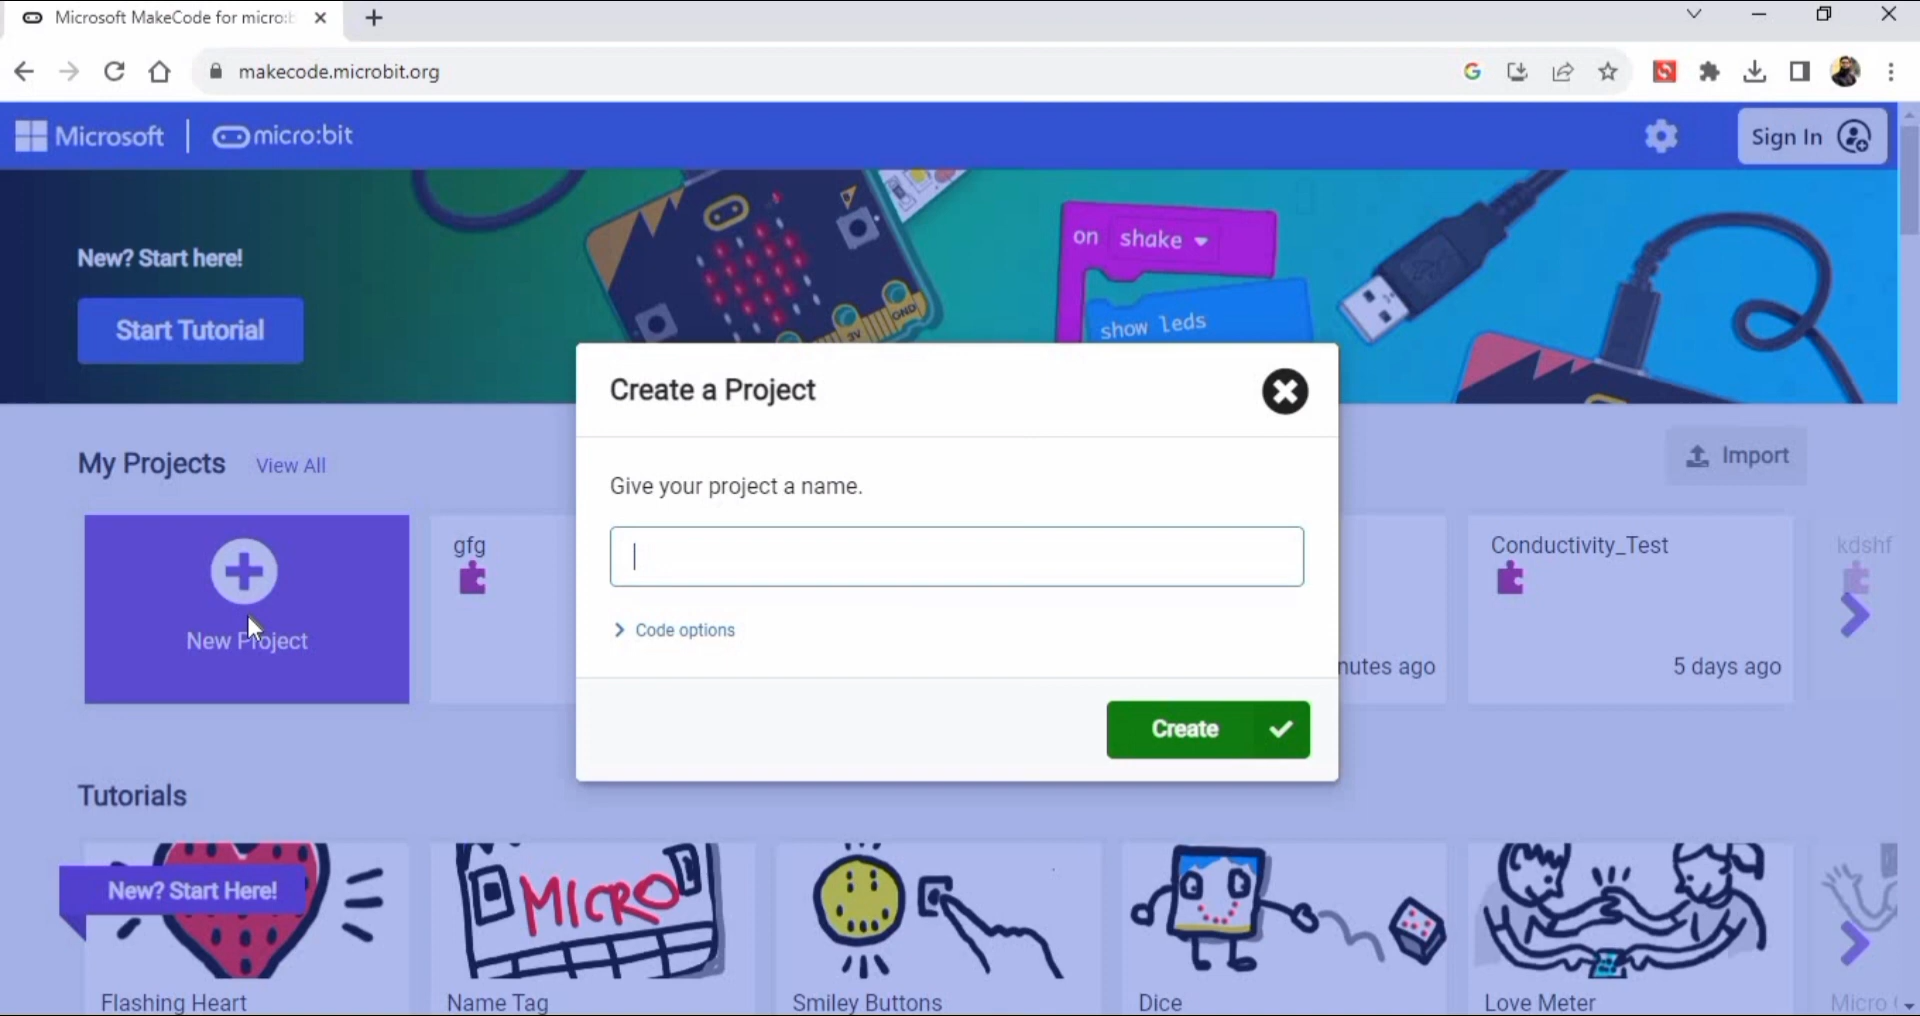 Microsoft MakeCode for micro:b
makecode.microbit.org
Microsoft | micro:bit
Sign In
New? Start here!
Start Tutorial
on shake
show leds
3V GND
Create a Project
Give your project a name.
Code options
Create
My Projects View All
Import
New Project
gfg
Conductivity_Test
kdshf
nutes ago
5 days ago
Tutorials
New? Start Here!
MICRO
Flashing Heart
Name Tag
Smiley Buttons
Dice
Love Meter
Micro